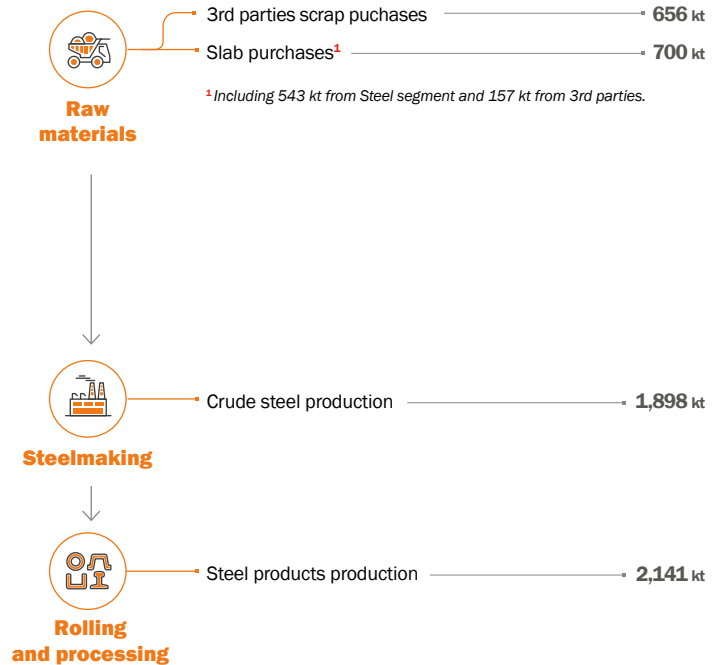 3rd parties scrap puchases 656 kt
Slab purchases¹ 700 kt
¹ Including 543 kt from Steel segment and 157 kt from 3rd parties.
Raw
materials
Crude steel production 1,898 kt
Steelmaking
Steel products production 2,141 kt
Rolling
and processing